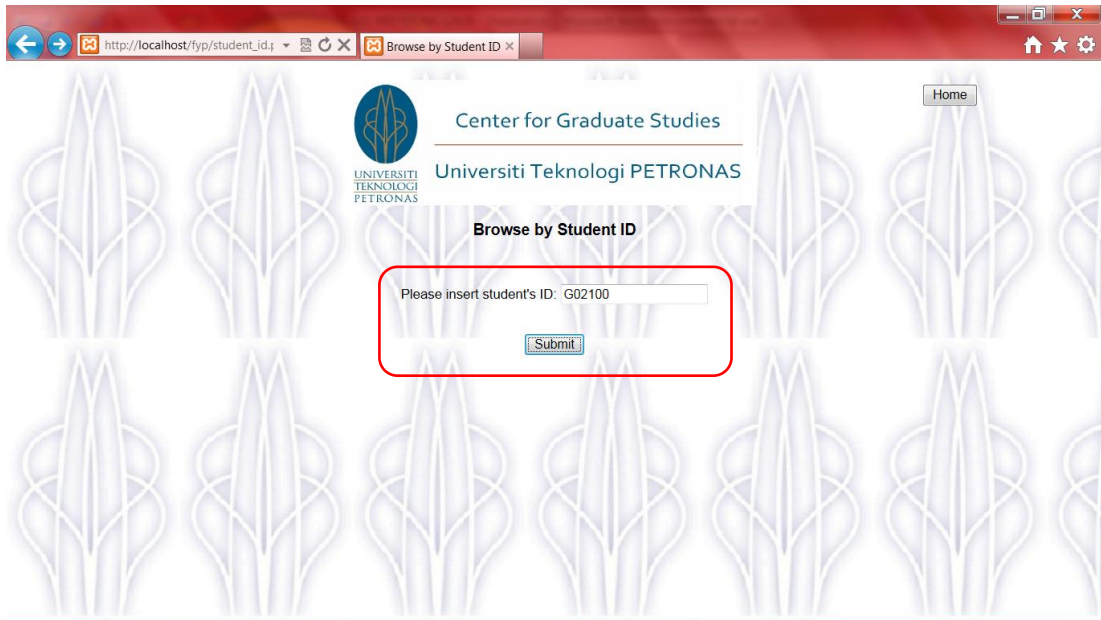 http://localhost/fyp/student_id.p
Browse by Student ID
Home
Center for Graduate Studies
Universiti Teknologi PETRONAS
UNIVERSITI
TEKNOLOGI
PETRONAS
Browse by Student ID
Please insert student's ID: G02100
Submit